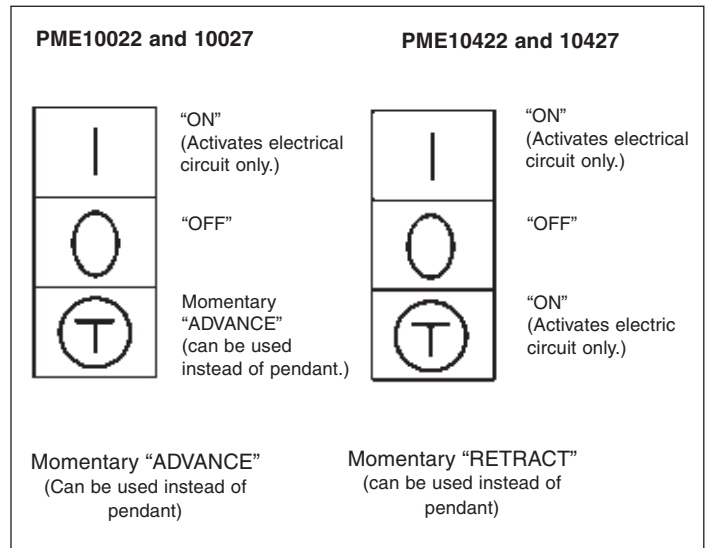 PME10022 and 10027
I
“ON”
(Activates electrical
circuit only.)
O
“OFF”
T
Momentary
“ADVANCE”
(can be used
instead of pendant.)
Momentary “ADVANCE”
(Can be used instead of
pendant)
PME10422 and 10427
I
“ON”
(Activates electrical
circuit only.)
O
“OFF”
T
“ON”
(Activates electric
circuit only.)
Momentary “RETRACT”
(can be used instead of
pendant)